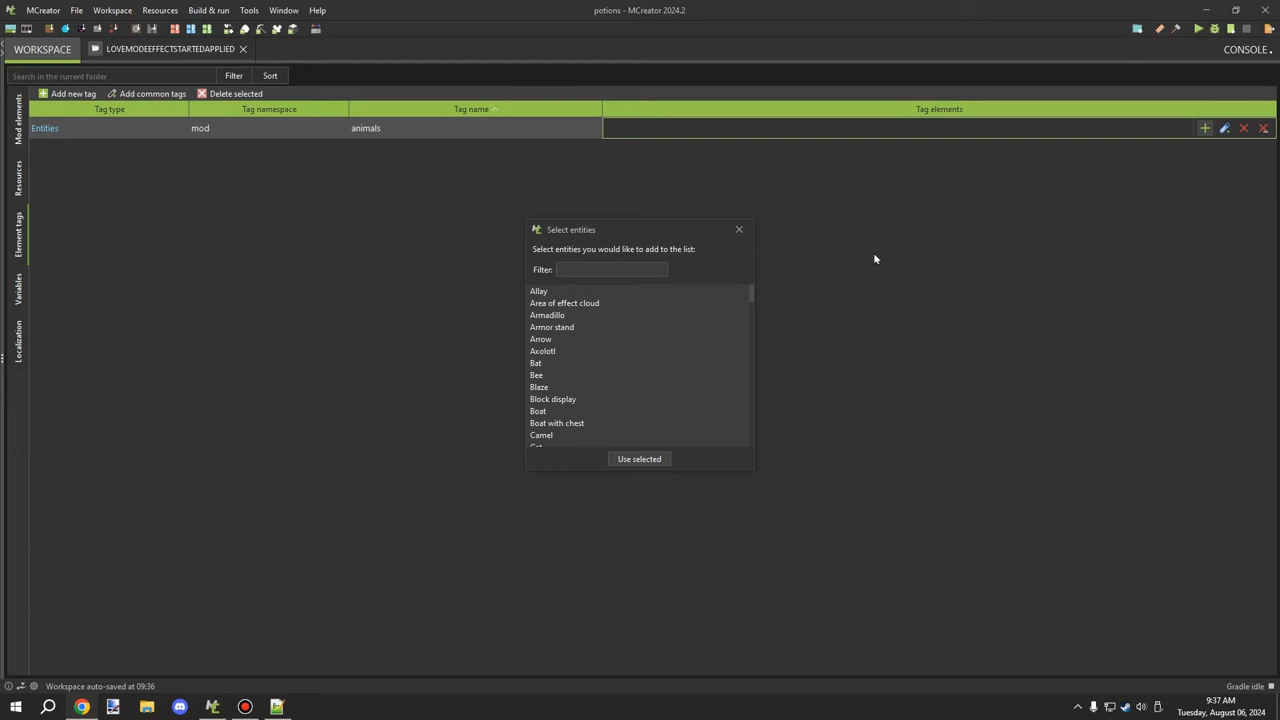 MCreator File Workspace Resources Build & run Tools Window Help
potions - MCreator 2024.2
WORKSPACE
LOVEMODEEFFECTSTARTEDAPPLIED
CONSOLE
Search in the current folder
Filter
Sort
Mod elements
Resources
Element tags
Variables
Localization
Add new tag
Add common tags
Delete selected
Tag type Tag namespace Tag name Tag elements
Entities mod animals
Select entities
Select entities you would like to add to the list:
Filter:
Allay
Area of effect cloud
Armadillo
Armor stand
Arrow
Axolotl
Bat
Bee
Blaze
Block display
Boat
Boat with chest
Camel
Use selected
Workspace auto-saved at 09:36
Gradle idle
9:37 AM
Tuesday, August 06, 2024